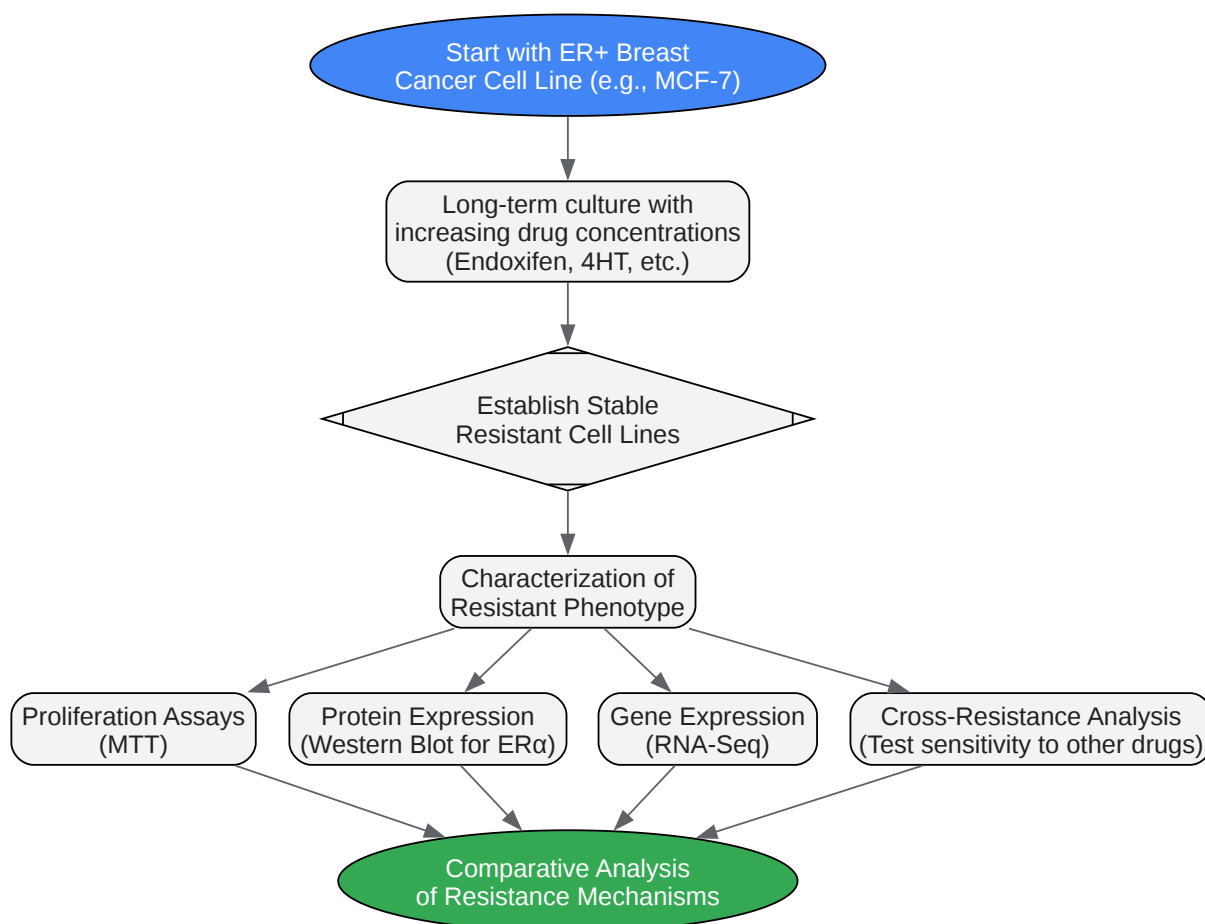 Start with ER+ Breast
Cancer Cell Line (e.g., MCF-7)
Long-term culture with
increasing drug concentrations
(Endoxifen, 4HT, etc.)
Establish Stable
Resistant Cell Lines
Characterization of
Resistant Phenotype
Proliferation Assays
(MTT)
Protein Expression
(Western Blot for ERα)
Gene Expression
(RNA-Seq)
Cross-Resistance Analysis
(Test sensitivity to other drugs)
Comparative Analysis
of Resistance Mechanisms